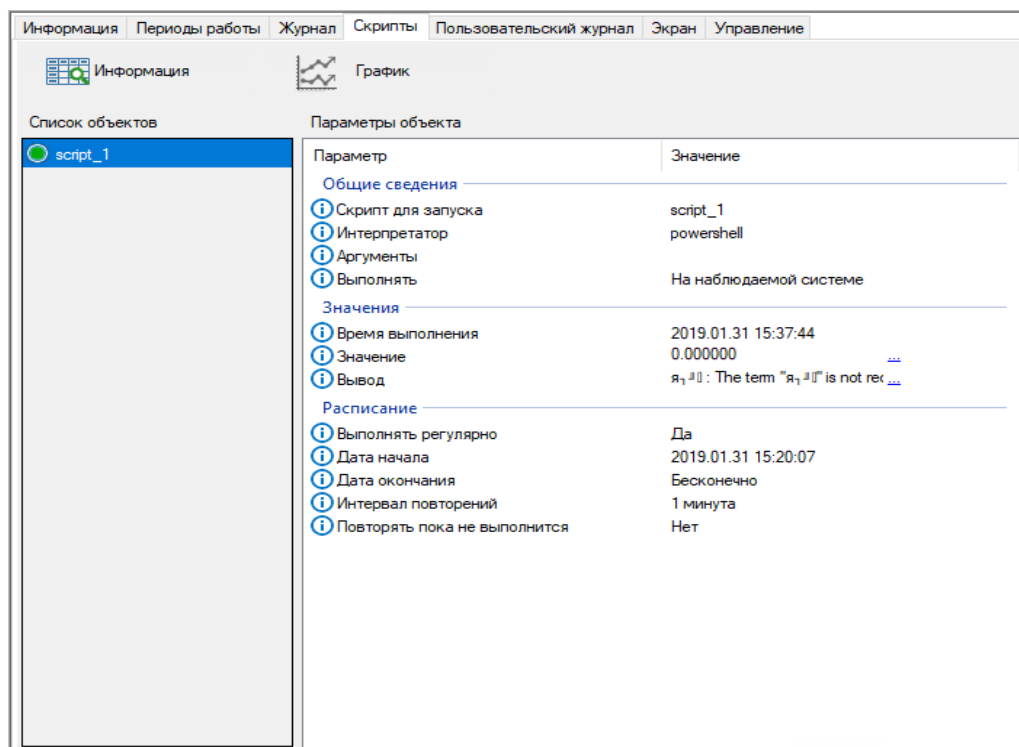 Информация Периоды работы Журнал Скрипты Пользовательский журнал Экран Управление
Информация График
Список объектов Параметры объекта
script_1
Параметр Значение
Общие сведения
Скрипт для запуска script_1
Интерпретатор powershell
Аргументы
Выполнять На наблюдаемой системе
Значения
Время выполнения 2019.01.31 15:37:44
Значение 0.000000 ...
Вывод я┐╜ : The term "я┐╜" is not rec ...
Расписание
Выполнять регулярно Да
Дата начала 2019.01.31 15:20:07
Дата окончания Бесконечно
Интервал повторений 1 минута
Повторять пока не выполнится Нет